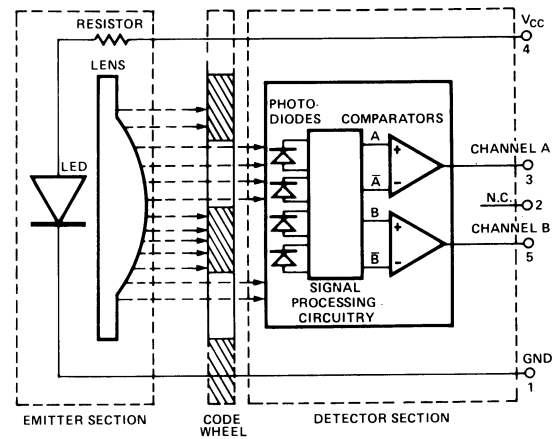 RESISTOR
LENS
LED
PHOTO-
DIODES
COMPARATORS
A
+
A̅
−
B
+
B̅
−
SIGNAL
PROCESSING
CIRCUITRY
VCC
4
CHANNEL A
3
N.C.
2
CHANNEL B
5
GND
1
EMITTER SECTION
CODE
WHEEL
DETECTOR SECTION